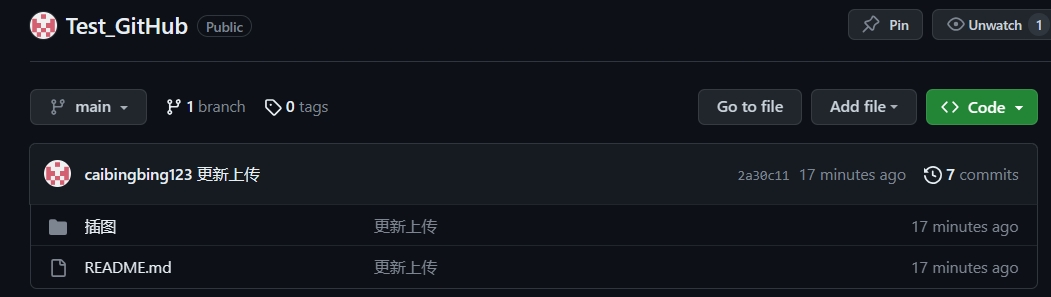 Test_GitHub Public Pin Unwatch 1
main 1 branch 0 tags Go to file Add file Code
caibingbing123 更新上传 2a30c11 17 minutes ago 7 commits
插图 更新上传 17 minutes ago
README.md 更新上传 17 minutes ago